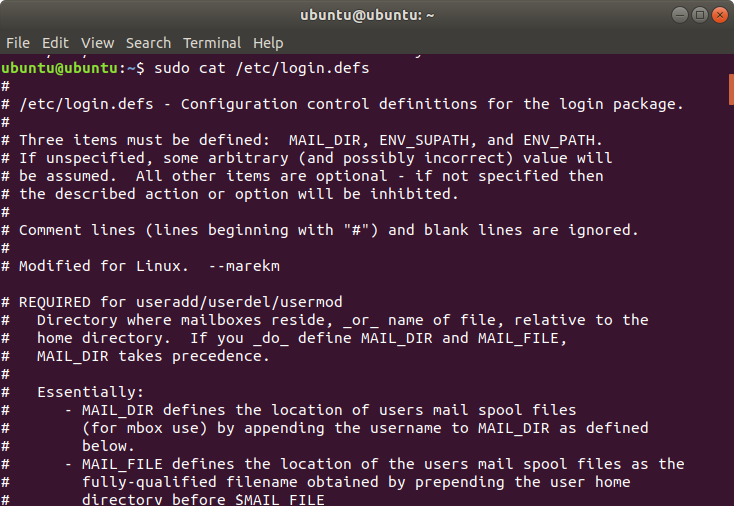 ubuntu@ubuntu: ~
File Edit View Search Terminal Help
ubuntu@ubuntu:~$ sudo cat /etc/login.defs
#
# /etc/login.defs - Configuration control definitions for the login package.
#
# Three items must be defined:  MAIL_DIR, ENV_SUPATH, and ENV_PATH.
# If unspecified, some arbitrary (and possibly incorrect) value will
# be assumed.  All other items are optional - if not specified then
# the described action or option will be inhibited.
#
# Comment lines (lines beginning with "#") and blank lines are ignored.
#
# Modified for Linux.  --marekm

# REQUIRED for useradd/userdel/usermod
#   Directory where mailboxes reside, _or_ name of file, relative to the
#   home directory.  If you _do_ define MAIL_DIR and MAIL_FILE,
#   MAIL_DIR takes precedence.
#
#   Essentially:
#      - MAIL_DIR defines the location of users mail spool files
#        (for mbox use) by appending the username to MAIL_DIR as defined
#        below.
#      - MAIL_FILE defines the location of the users mail spool files as the
#        fully-qualified filename obtained by prepending the user home
#        directory before $MAIL_FILE